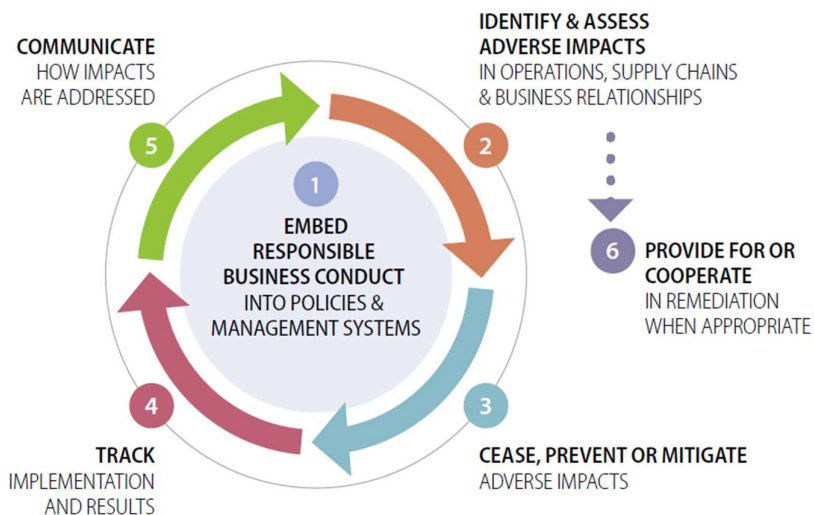 1
EMBED
RESPONSIBLE
BUSINESS CONDUCT
INTO POLICIES &
MANAGEMENT SYSTEMS
2
IDENTIFY & ASSESS
ADVERSE IMPACTS
IN OPERATIONS, SUPPLY CHAINS
& BUSINESS RELATIONSHIPS
3
CEASE, PREVENT OR MITIGATE
ADVERSE IMPACTS
4
TRACK
IMPLEMENTATION
AND RESULTS
5
COMMUNICATE
HOW IMPACTS
ARE ADDRESSED
6
PROVIDE FOR OR
COOPERATE
IN REMEDIATION
WHEN APPROPRIATE